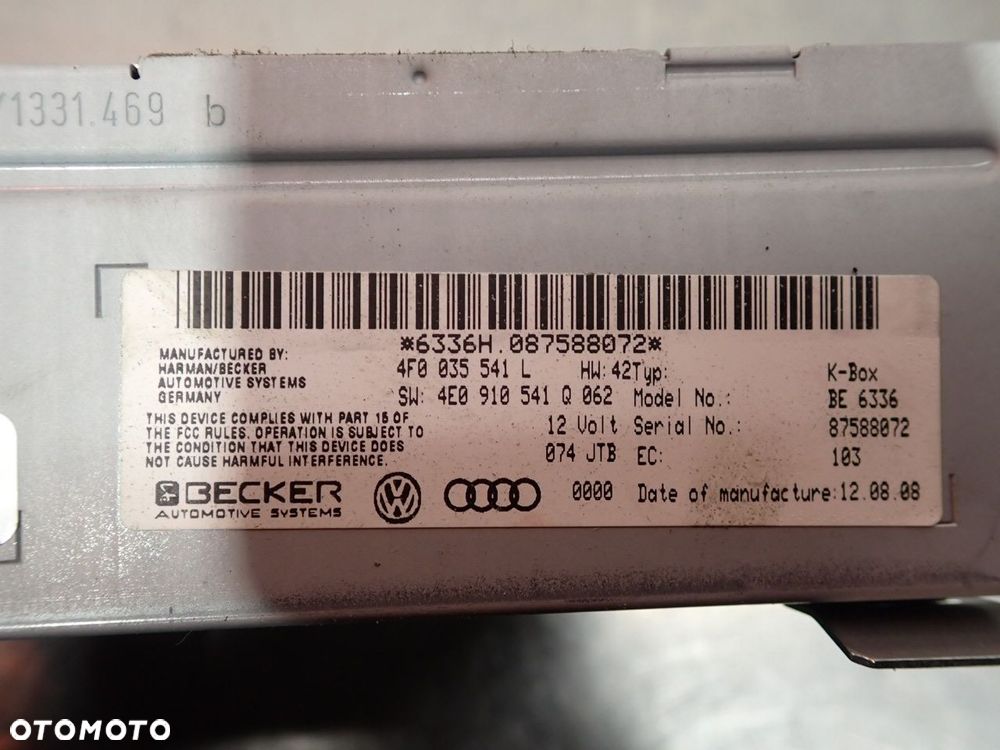 1331.469 b
*6336H.087588072*
MANUFACTURED BY:
HARMAN/BECKER
AUTOMOTIVE SYSTEMS
GERMANY
4F0 035 541 L HW:42 Typ: K-Box
SW: 4E0 910 541 Q 062 Model No.: BE 6336
12 Volt Serial No.: 87588072
074 JTB EC: 103
THIS DEVICE COMPLIES WITH PART 15 OF
THE FCC RULES. OPERATION IS SUBJECT TO
THE CONDITION THAT THIS DEVICE DOES
NOT CAUSE HARMFUL INTERFERENCE.
BECKER
AUTOMOTIVE SYSTEMS
0000 Date of manufacture:12.08.08
OTOMOTO